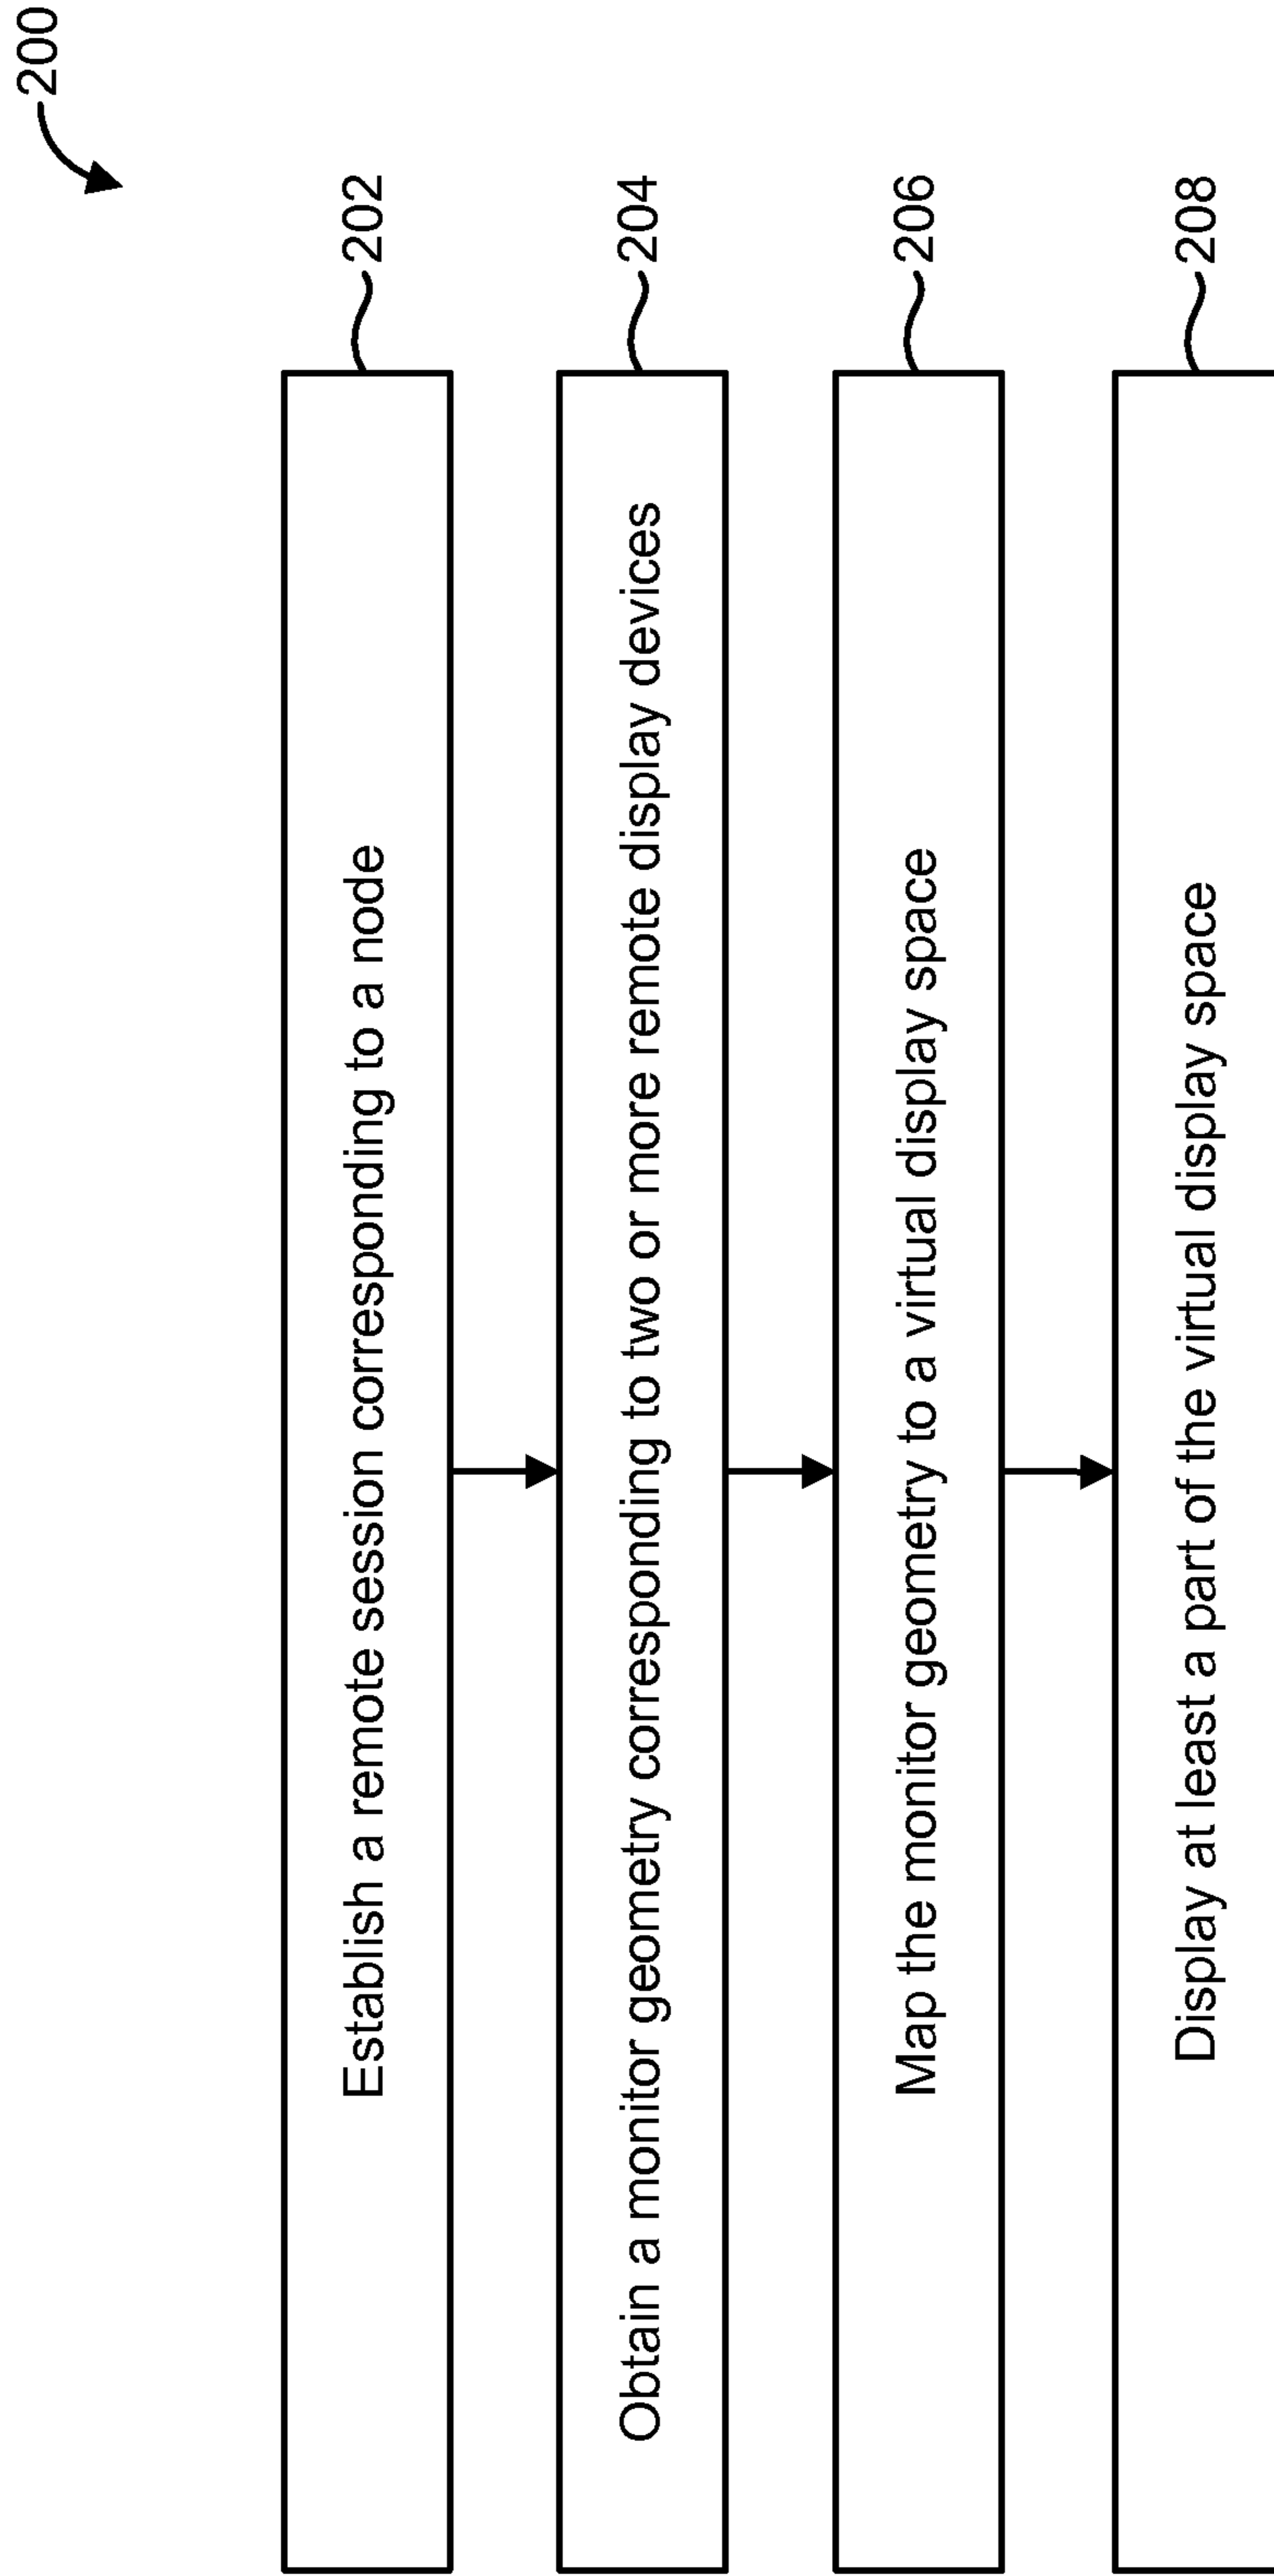 200
Establish a remote session corresponding to a node
202
Obtain a monitor geometry corresponding to two or more remote display devices
204
Map the monitor geometry to a virtual display space
206
Display at least a part of the virtual display space
208